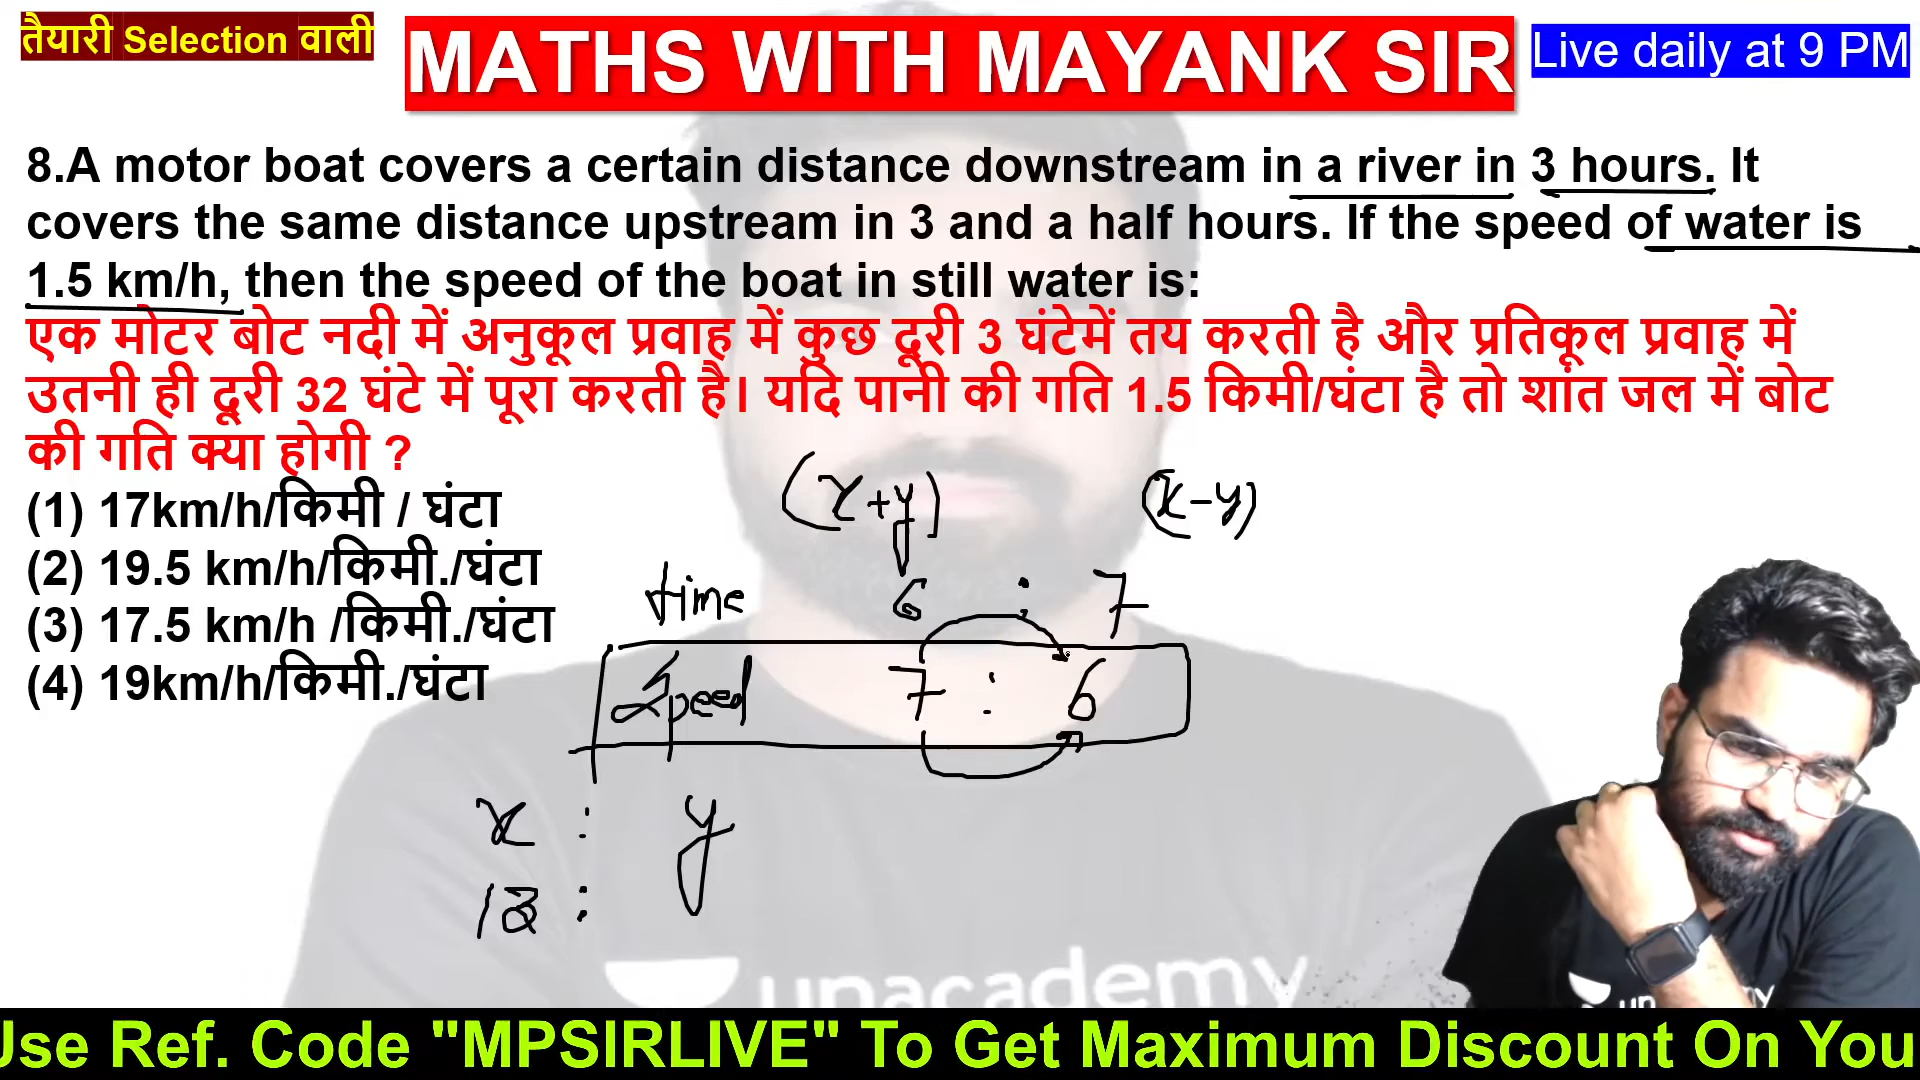 तैयारी Selection वाली
MATHS WITH MAYANK SIR
Live daily at 9 PM
8.A motor boat covers a certain distance downstream in a river in 3 hours. It
covers the same distance upstream in 3 and a half hours. If the speed of water is
1.5 km/h, then the speed of the boat in still water is:
एक मोटर बोट नदी में अनुकूल प्रवाह में कुछ दूरी 3 घंटेमें तय करती है और प्रतिकूल प्रवाह में
उतनी ही दूरी 32 घंटे में पूरा करती है। यदि पानी की गति 1.5 किमी/घंटा है तो शांत जल में बोट
की गति क्या होगी ?
(1) 17km/h/किमी / घंटा
(2) 19.5 km/h/किमी./घंटा
(3) 17.5 km/h /किमी./घंटा
(4) 19km/h/किमी./घंटा
(x+y) (x-y)
time 6 : 7
Speed 7 : 6
x : y
:
unacademy
Use Ref. Code "MPSIRLIVE" To Get Maximum Discount On You